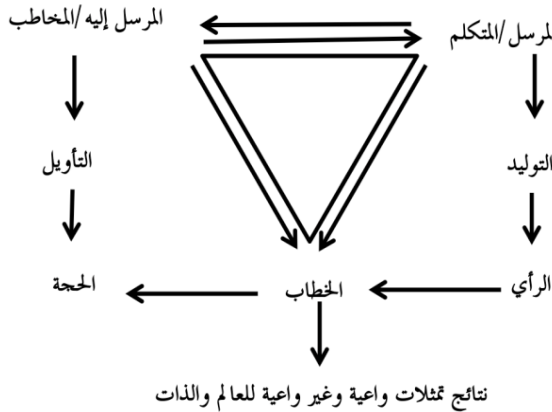 لمرسل/المتكلم
المرسل إليه/المخاطب
التوليد
التأويل
الرأي
الخطاب
الحجة
نتائج تمثلات واعية وغير واعية للعالم والذات